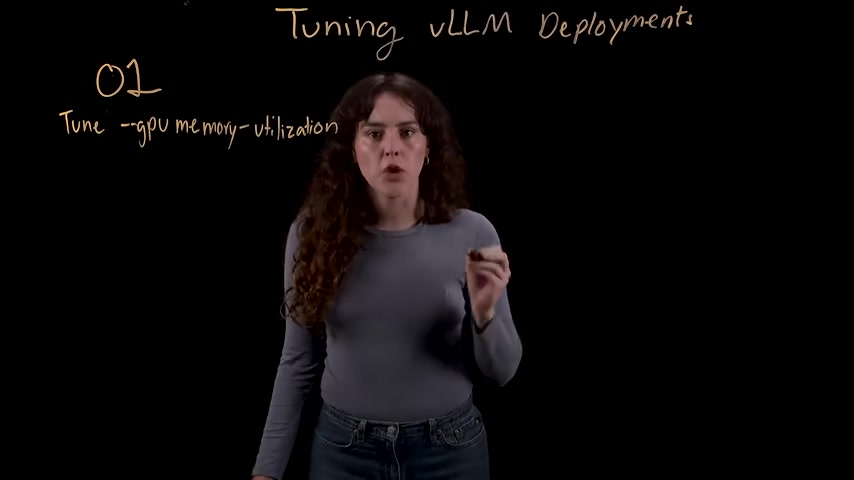 Tuning vLLM Deployments
01
Tune --gpu memory-utilization